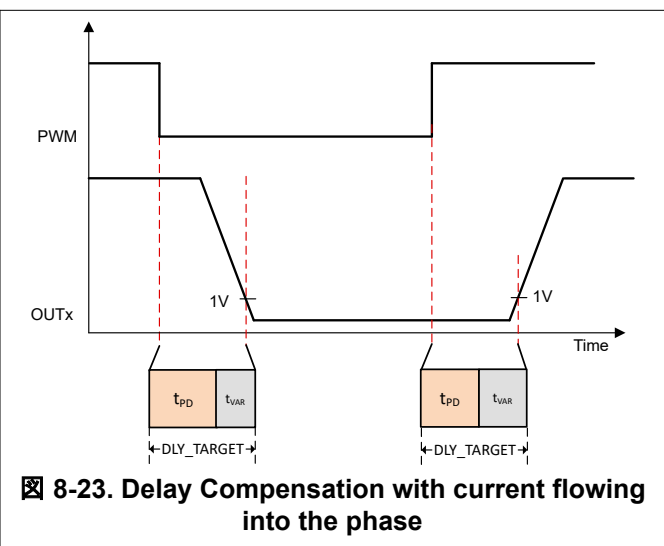 PWM
1V
1V
OUTx
Time
tPD
tVAR
tPD
tVAR
DLY_TARGET
DLY_TARGET
図 8-23. Delay Compensation with current flowing
into the phase